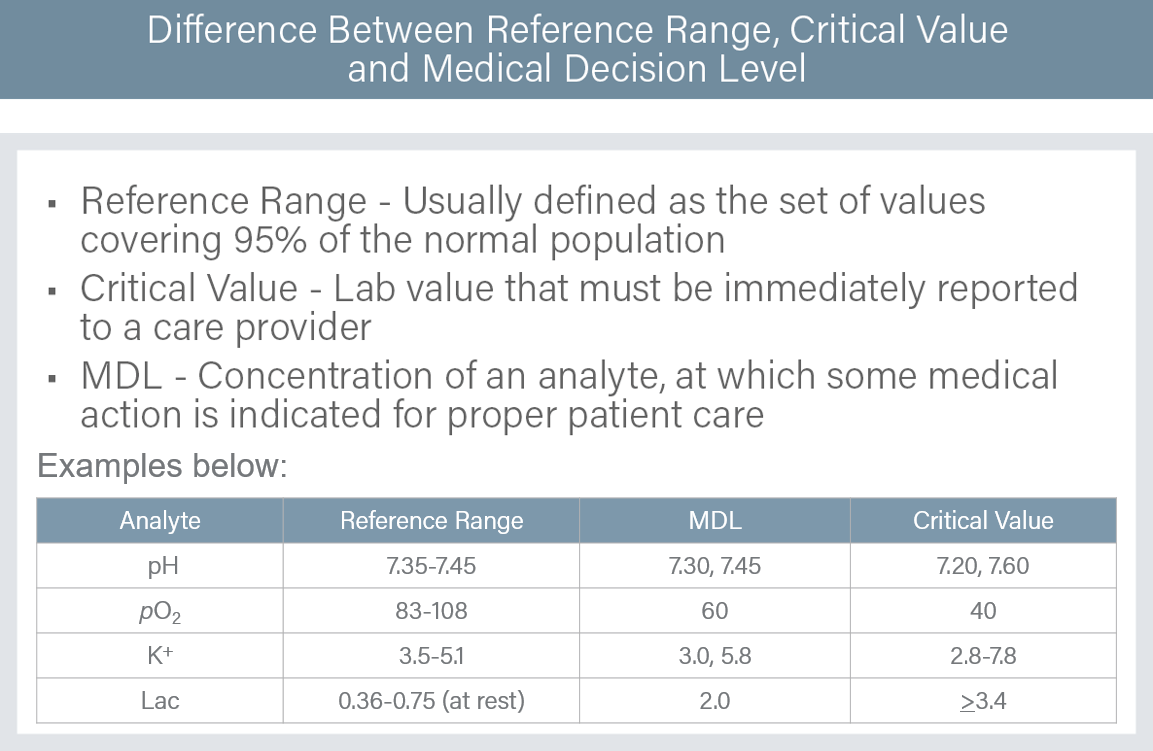 Difference Between Reference Range, Critical Value
and Medical Decision Level
▪ Reference Range - Usually defined as the set of values
covering 95% of the normal population
▪ Critical Value - Lab value that must be immediately reported
to a care provider
▪ MDL - Concentration of an analyte, at which some medical
action is indicated for proper patient care
Examples below:
Analyte Reference Range MDL Critical Value
pH 7.35-7.45 7.30, 7.45 7.20, 7.60
pO₂ 83-108 60 40
K⁺ 3.5-5.1 3.0, 5.8 2.8-7.8
Lac 0.36-0.75 (at rest) 2.0 ≥3.4